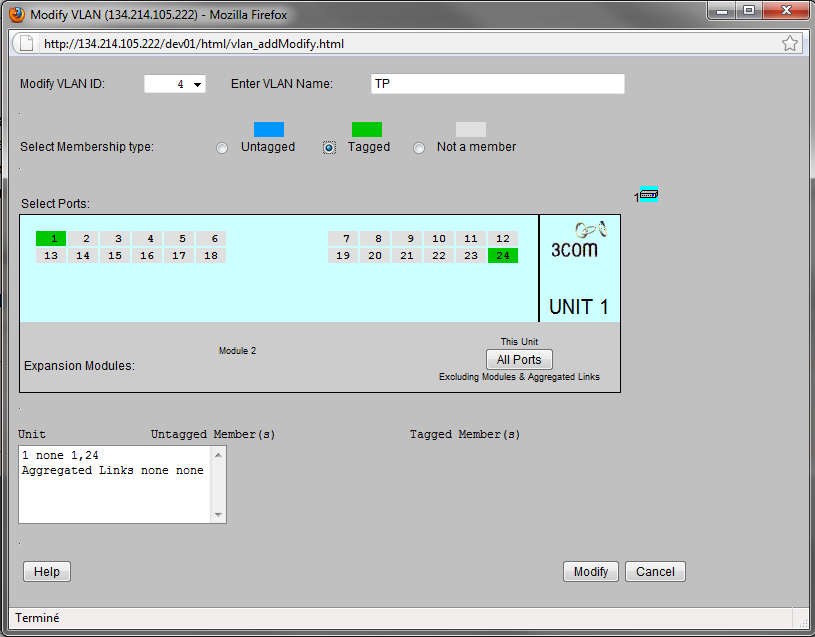 Modify VLAN (134.214.105.222) - Mozilla Firefox
http://134.214.105.222/dev01/html/vlan_addModify.html
Modify VLAN ID: 4 Enter VLAN Name: TP
.
Select Membership type: Untagged Tagged Not a member
.
1
Select Ports:
1 2 3 4 5 6 7 8 9 10 11 12
13 14 15 16 17 18 19 20 21 22 23 24
3COM
UNIT 1
This Unit
Module 2
All Ports
Expansion Modules:
Excluding Modules & Aggregated Links
.
Unit Untagged Member(s) Tagged Member(s)
1 none 1,24
Aggregated Links none none
.
Help Modify Cancel
Terminé